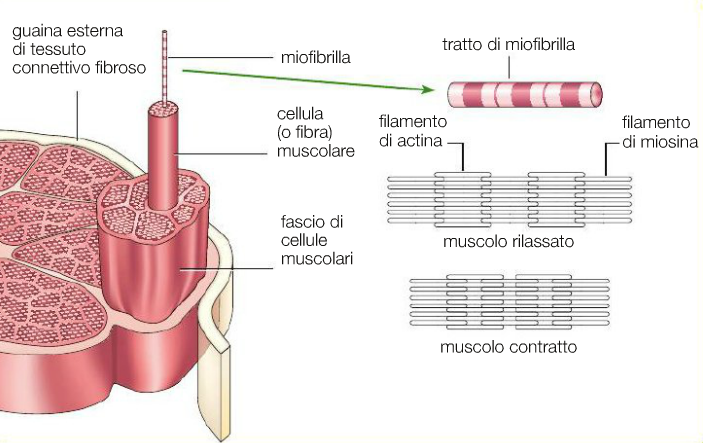 guaina esterna
di tessuto
connettivo fibroso
miofibrilla
cellula
(o fibra)
muscolare
fascio di
cellule
muscolari
tratto di miofibrilla
filamento
di actina
filamento
di miosina
muscolo rilassato
muscolo contratto